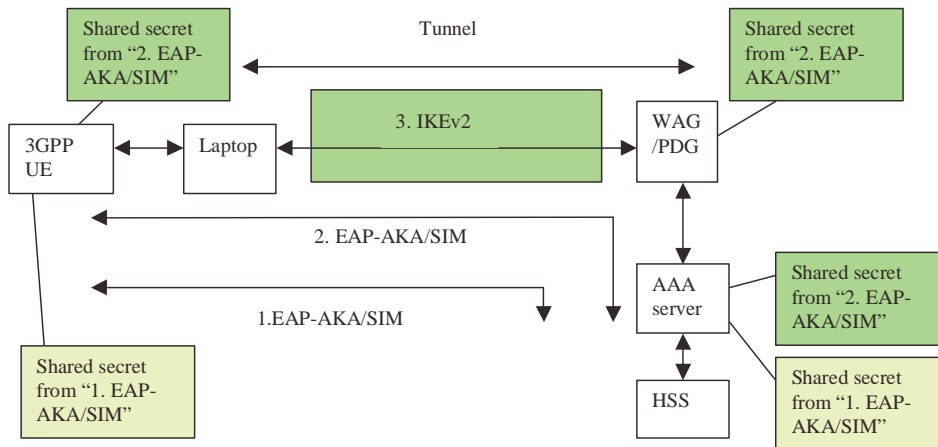 Shared secret
from “2. EAP-
AKA/SIM”
Tunnel
Shared secret
from “2. EAP-
AKA/SIM”
3GPP
UE
Laptop
3. IKEv2
WAG
/PDG
2. EAP-AKA/SIM
1.EAP-AKA/SIM
AAA
server
Shared secret
from “2. EAP-
AKA/SIM”
Shared secret
from “1. EAP-
AKA/SIM”
HSS
Shared secret
from “1. EAP-
AKA/SIM”